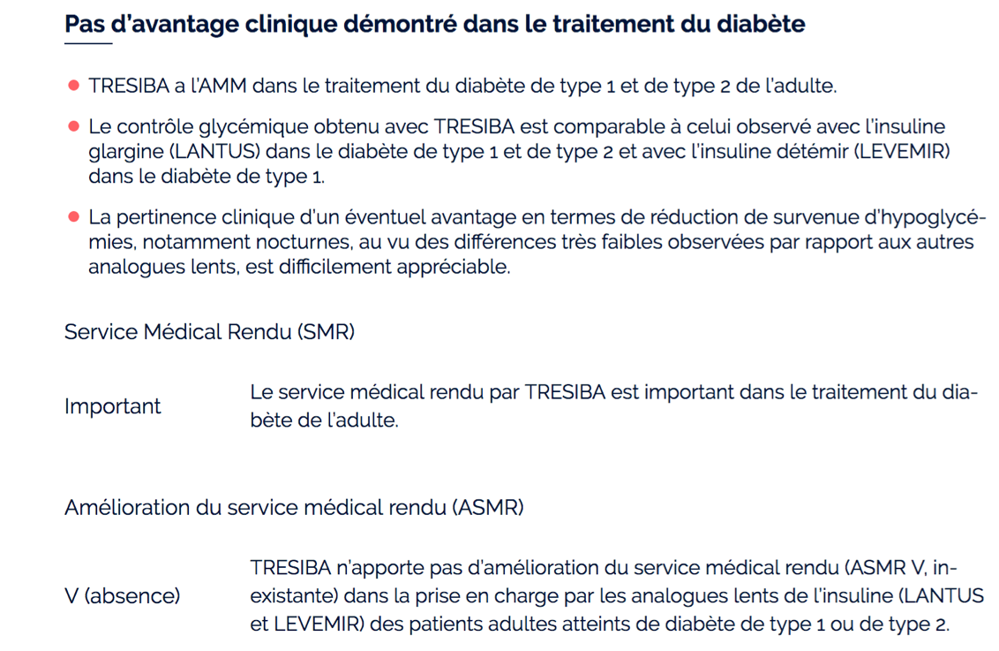 Pas d’avantage clinique démontré dans le traitement du diabète
TRESIBA a l’AMM dans le traitement du diabète de type 1 et de type 2 de l’adulte.
Le contrôle glycémique obtenu avec TRESIBA est comparable à celui observé avec l’insuline
glargine (LANTUS) dans le diabète de type 1 et de type 2 et avec l’insuline détémir (LEVEMIR)
dans le diabète de type 1.
La pertinence clinique d’un éventuel avantage en termes de réduction de survenue d’hypoglycé-
mies, notamment nocturnes, au vu des différences très faibles observées par rapport aux autres
analogues lents, est difficilement appréciable.
Service Médical Rendu (SMR)
Important
Le service médical rendu par TRESIBA est important dans le traitement du dia-
bète de l’adulte.
Amélioration du service médical rendu (ASMR)
V (absence)
TRESIBA n’apporte pas d’amélioration du service médical rendu (ASMR V, in-
existante) dans la prise en charge par les analogues lents de l’insuline (LANTUS
et LEVEMIR) des patients adultes atteints de diabète de type 1 ou de type 2.